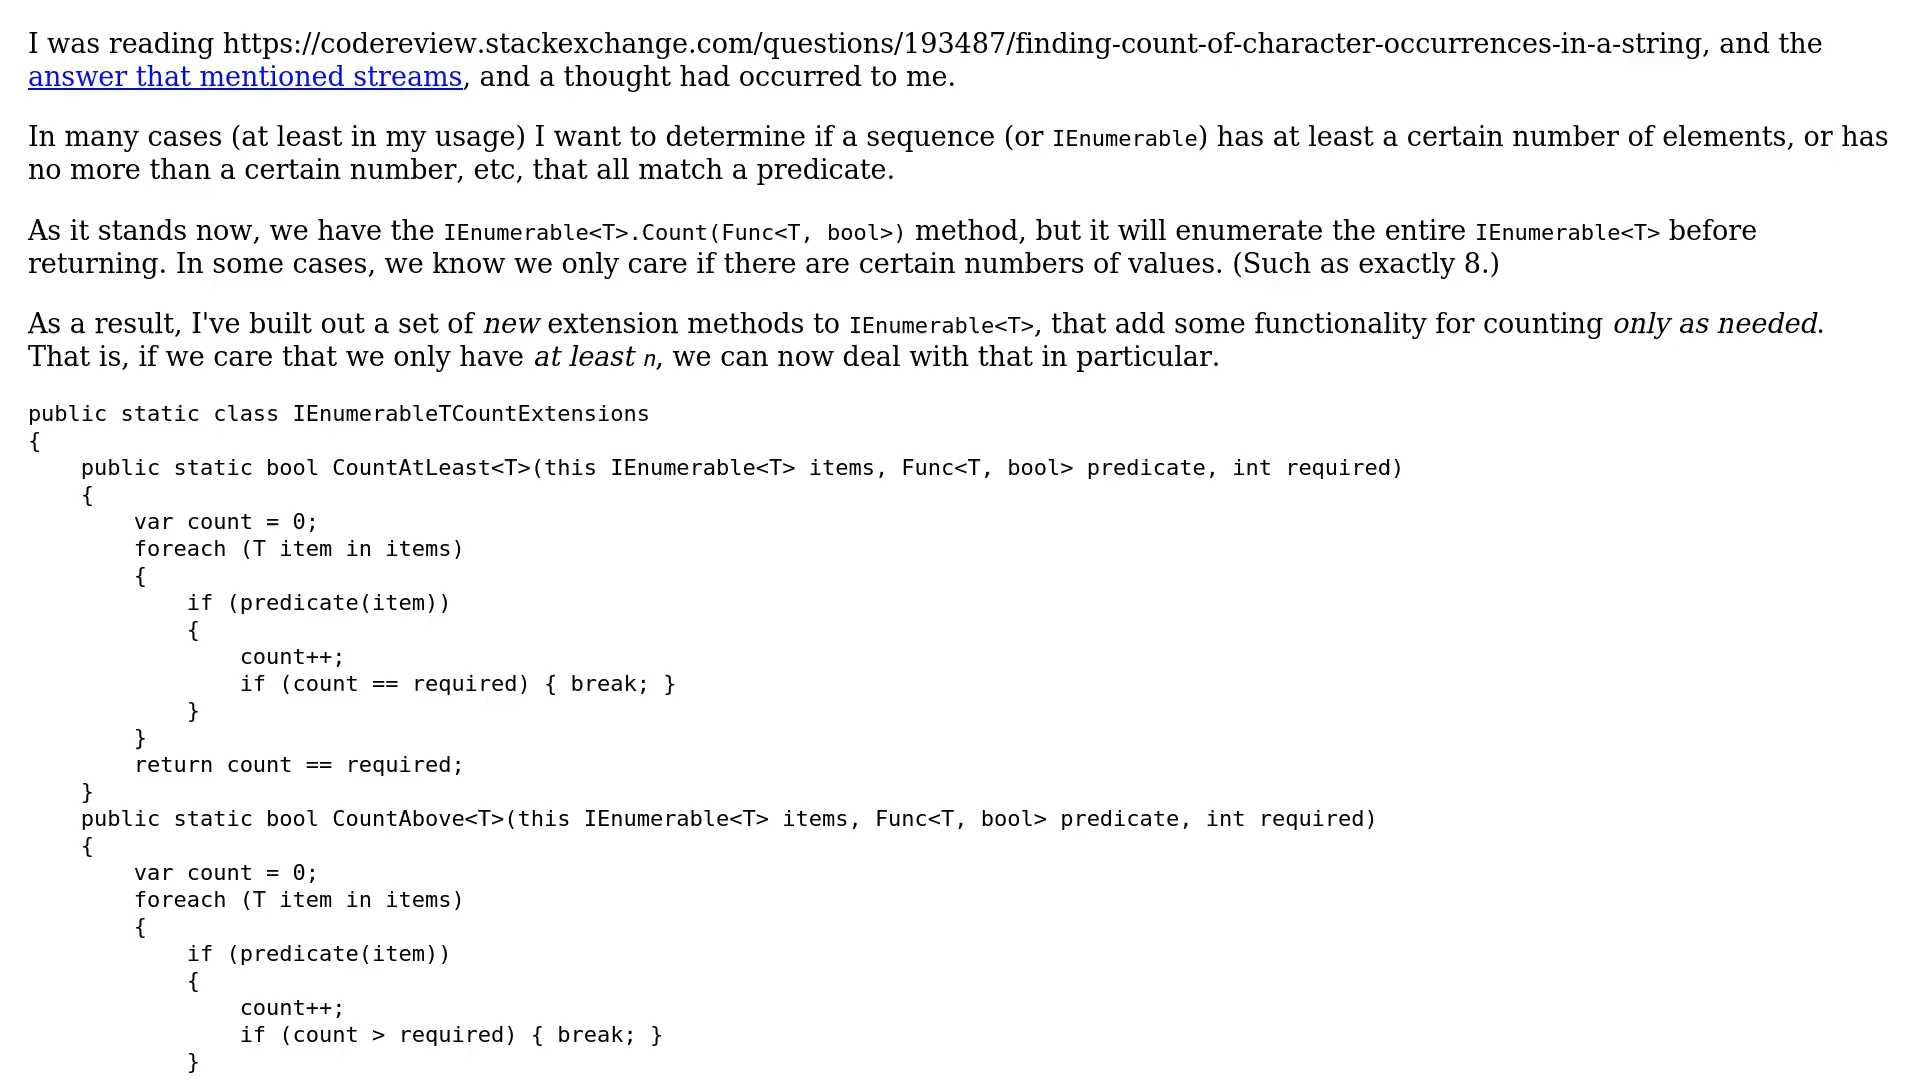 I was reading https://codereview.stackexchange.com/questions/193487/finding-count-of-character-occurrences-in-a-string, and the
answer that mentioned streams, and a thought had occurred to me.
In many cases (at least in my usage) I want to determine if a sequence (or IEnumerable) has at least a certain number of elements, or has
no more than a certain number, etc, that all match a predicate.
As it stands now, we have the IEnumerable<T>.Count(Func<T, bool>) method, but it will enumerate the entire IEnumerable<T> before
returning. In some cases, we know we only care if there are certain numbers of values. (Such as exactly 8.)
As a result, I've built out a set of new extension methods to IEnumerable<T>, that add some functionality for counting only as needed.
That is, if we care that we only have at least n, we can now deal with that in particular.
public static class IEnumerableTCountExtensions
{
    public static bool CountAtLeast<T>(this IEnumerable<T> items, Func<T, bool> predicate, int required)
    {
        var count = 0;
        foreach (T item in items)
        {
            if (predicate(item))
            {
                count++;
                if (count == required) { break; }
            }
        }
        return count == required;
    }
    public static bool CountAbove<T>(this IEnumerable<T> items, Func<T, bool> predicate, int required)
    {
        var count = 0;
        foreach (T item in items)
        {
            if (predicate(item))
            {
                count++;
                if (count > required) { break; }
            }